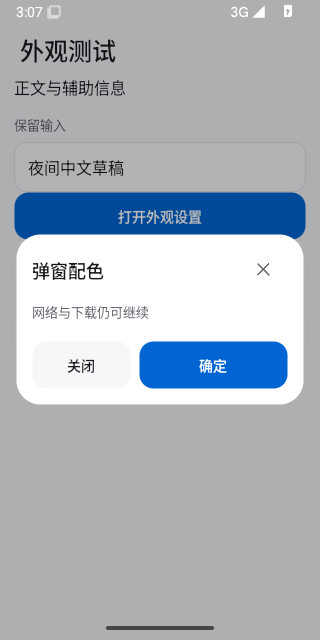 3:07
3G
外观测试
正文与辅助信息
保留输入
夜间中文草稿
打开外观设置
弹窗配色
网络与下载仍可继续
关闭 确定